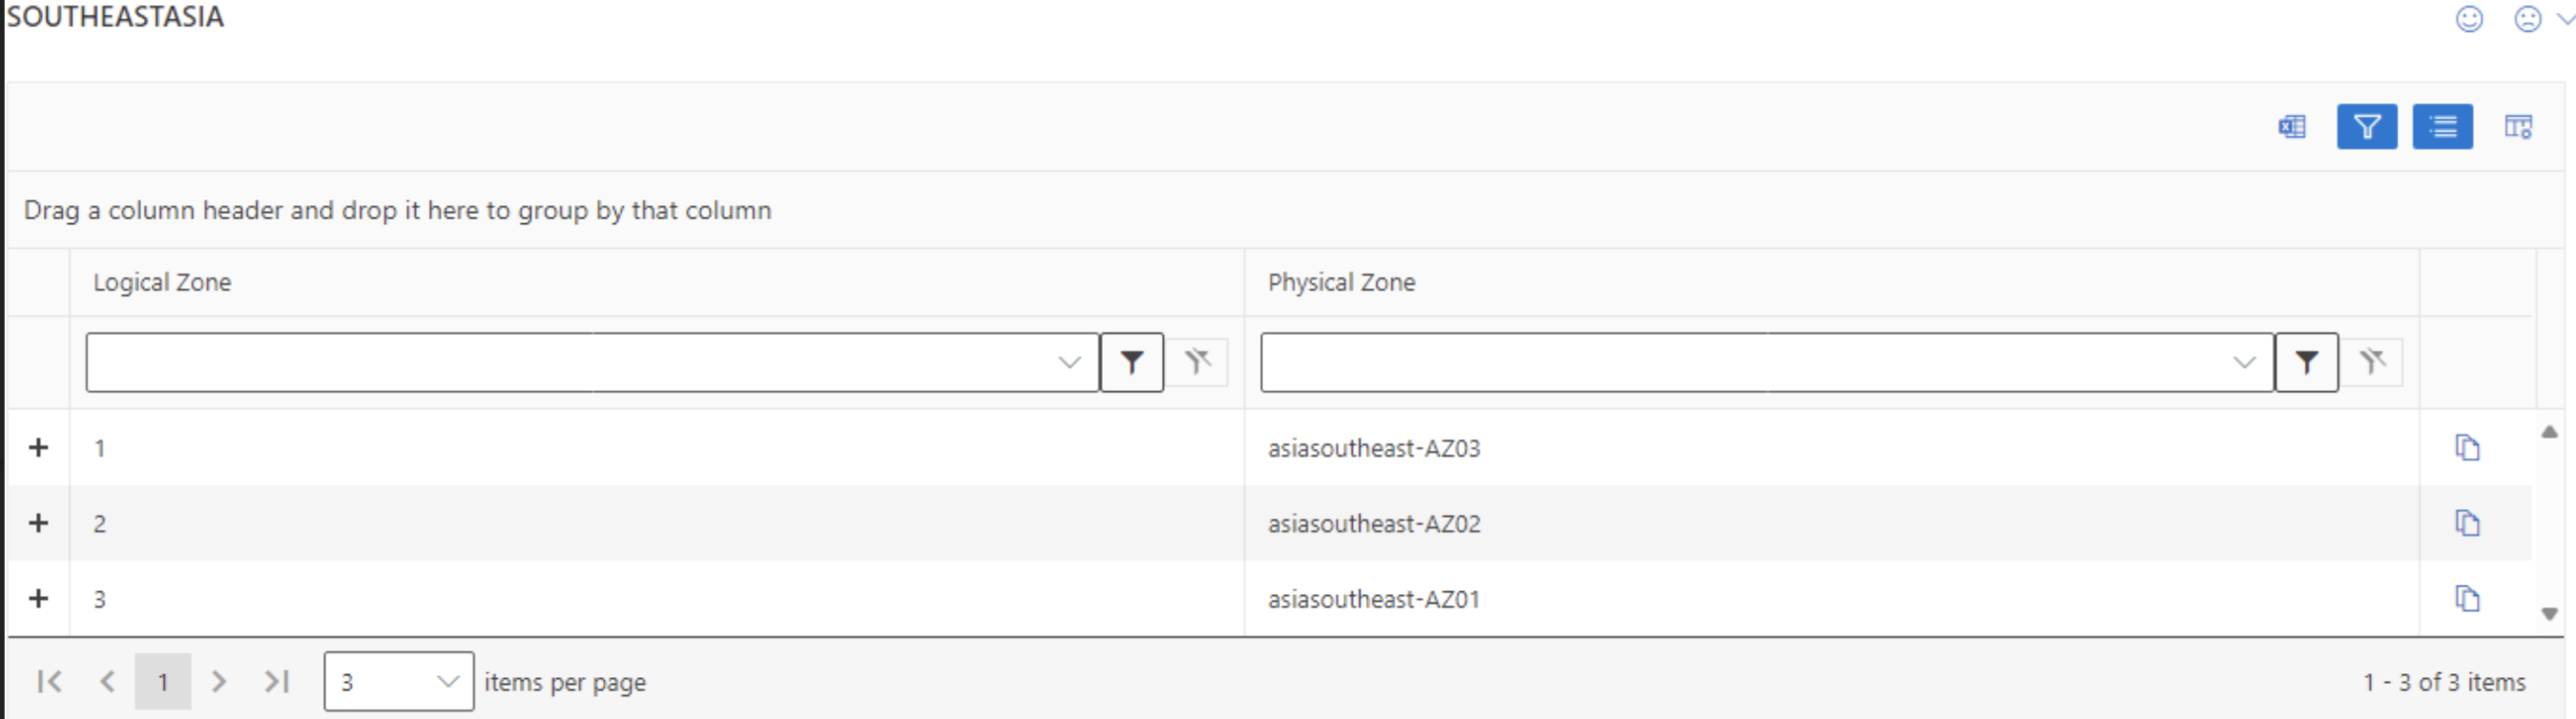 SOUTHEASTASIA
Drag a column header and drop it here to group by that column
Logical Zone Physical Zone
1 asiasoutheast-AZ03
2 asiasoutheast-AZ02
3 asiasoutheast-AZ01
1 3 items per page 1 - 3 of 3 items